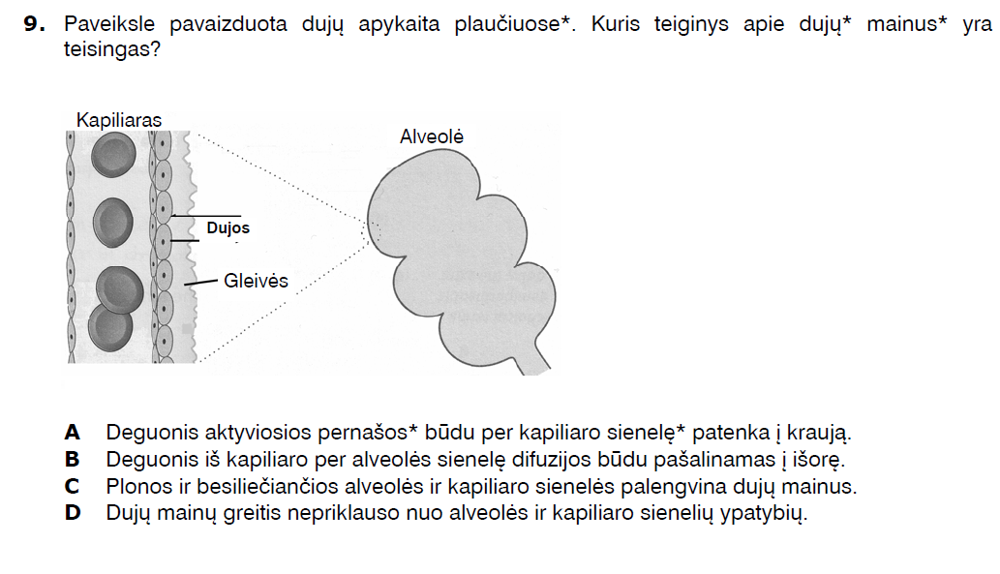 9. Paveiksle pavaizduota dujų apykaita plaučiuose*. Kuris teiginys apie dujų* mainus* yra
teisingas?
Kapiliaras
Alveolė
Dujos
Gleivės
A Deguonis aktyviosios pernašos* būdu per kapiliaro sienelę* patenka į kraują.
B Deguonis iš kapiliaro per alveolės sienelę difuzijos būdu pašalinamas į išorę.
C Plonos ir besiliečiančios alveolės ir kapiliaro sienelės palengvina dujų mainus.
D Dujų mainų greitis nepriklauso nuo alveolės ir kapiliaro sienelių ypatybių.